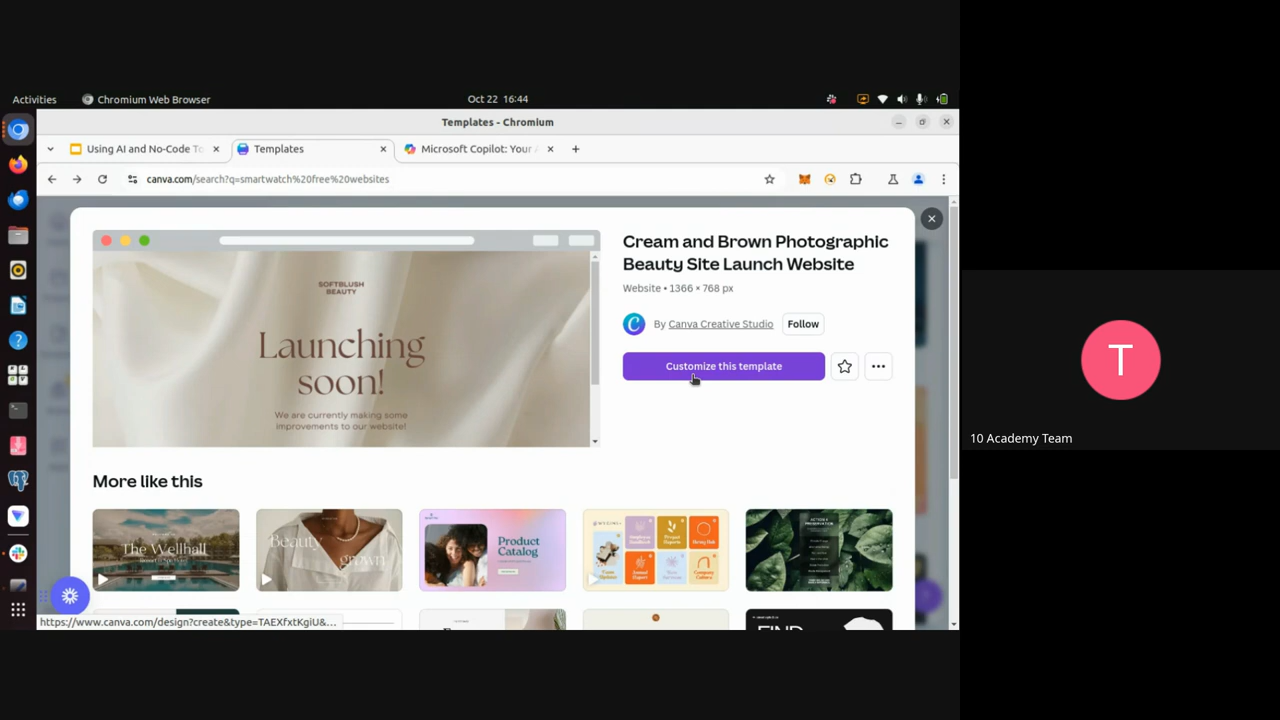 Activities
Chromium Web Browser
Oct 22 16:44
Templates - Chromium
Using AI and No-Code To
Templates
Microsoft Copilot: Your A
canva.com/search?q=smartwatch%20free%20websites
SOFTBLUSH
BEAUTY
Launching
soon!
We are currently making some
improvements to our website!
Cream and Brown Photographic
Beauty Site Launch Website
Website • 1366 × 768 px
By Canva Creative Studio
Follow
Customize this template
More like this
The Wellhall
Beauty
grown
Product
Catalog
FIND
https://www.canva.com/design?create&type=TAEXfxtKgiU&...
T
10 Academy Team